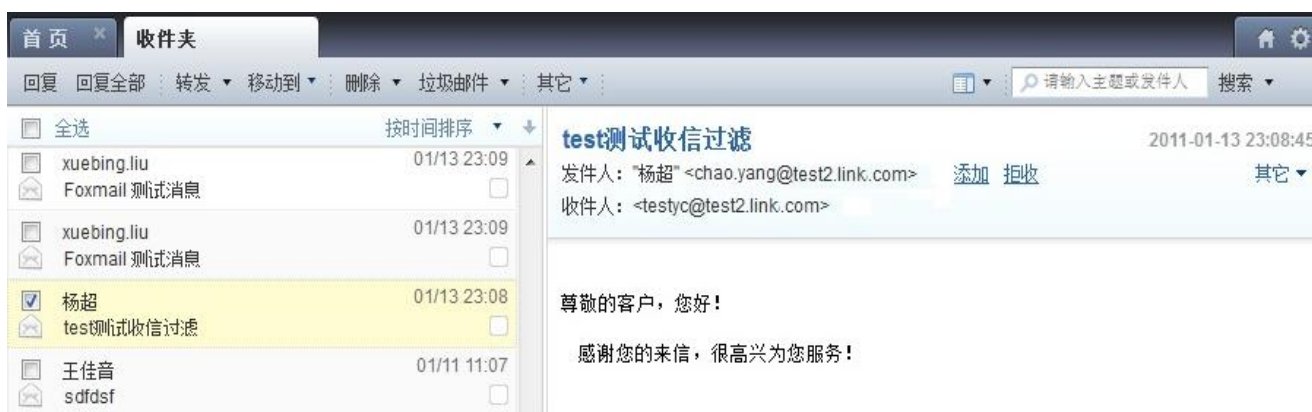 首页 收件夹
回复 回复全部 转发 移动到 删除 垃圾邮件 其它 请输入主题或发件人 搜索
全选 按时间排序
xuebing.liu 01/13 23:09
Foxmail 测试消息
xuebing.liu 01/13 23:09
Foxmail 测试消息
杨超 01/13 23:08
test测试收信过滤
王佳音 01/11 11:07
sdfdsf
test测试收信过滤 2011-01-13 23:08:45
发件人："杨超" <chao.yang@test2.link.com> 添加 拒收 其它
收件人：<testyc@test2.link.com>
尊敬的客户，您好！
感谢您的来信，很高兴为您服务！